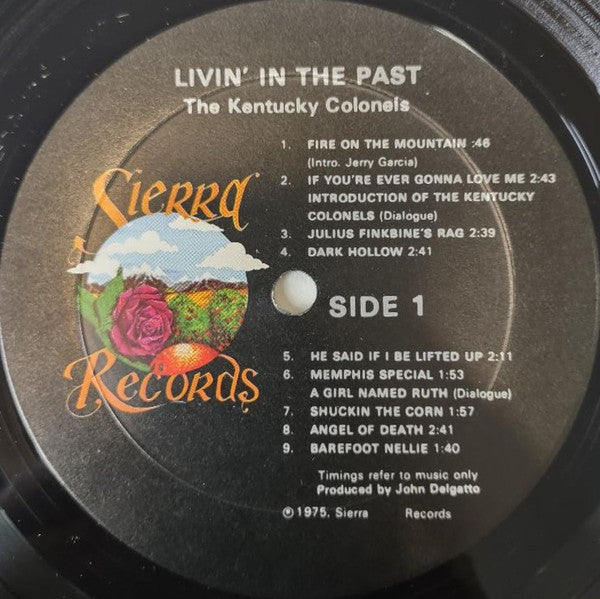 LIVIN' IN THE PAST
The Kentucky Colonels
1. FIRE ON THE MOUNTAIN :46
(Intro. Jerry Garcia)
2. IF YOU'RE EVER GONNA LOVE ME 2:43
INTRODUCTION OF THE KENTUCKY
COLONELS (Dialogue)
3. JULIUS FINKBINE'S RAG 2:39
4. DARK HOLLOW 2:41
Sierra
Records
SIDE 1
5. HE SAID IF I BE LIFTED UP 2:11
6. MEMPHIS SPECIAL 1:53
A GIRL NAMED RUTH (Dialogue)
7. SHUCKIN THE CORN 1:57
8. ANGEL OF DEATH 2:41
9. BAREFOOT NELLIE 1:40
Timings refer to music only
Produced by John Delgatto
℗1975, Sierra Records